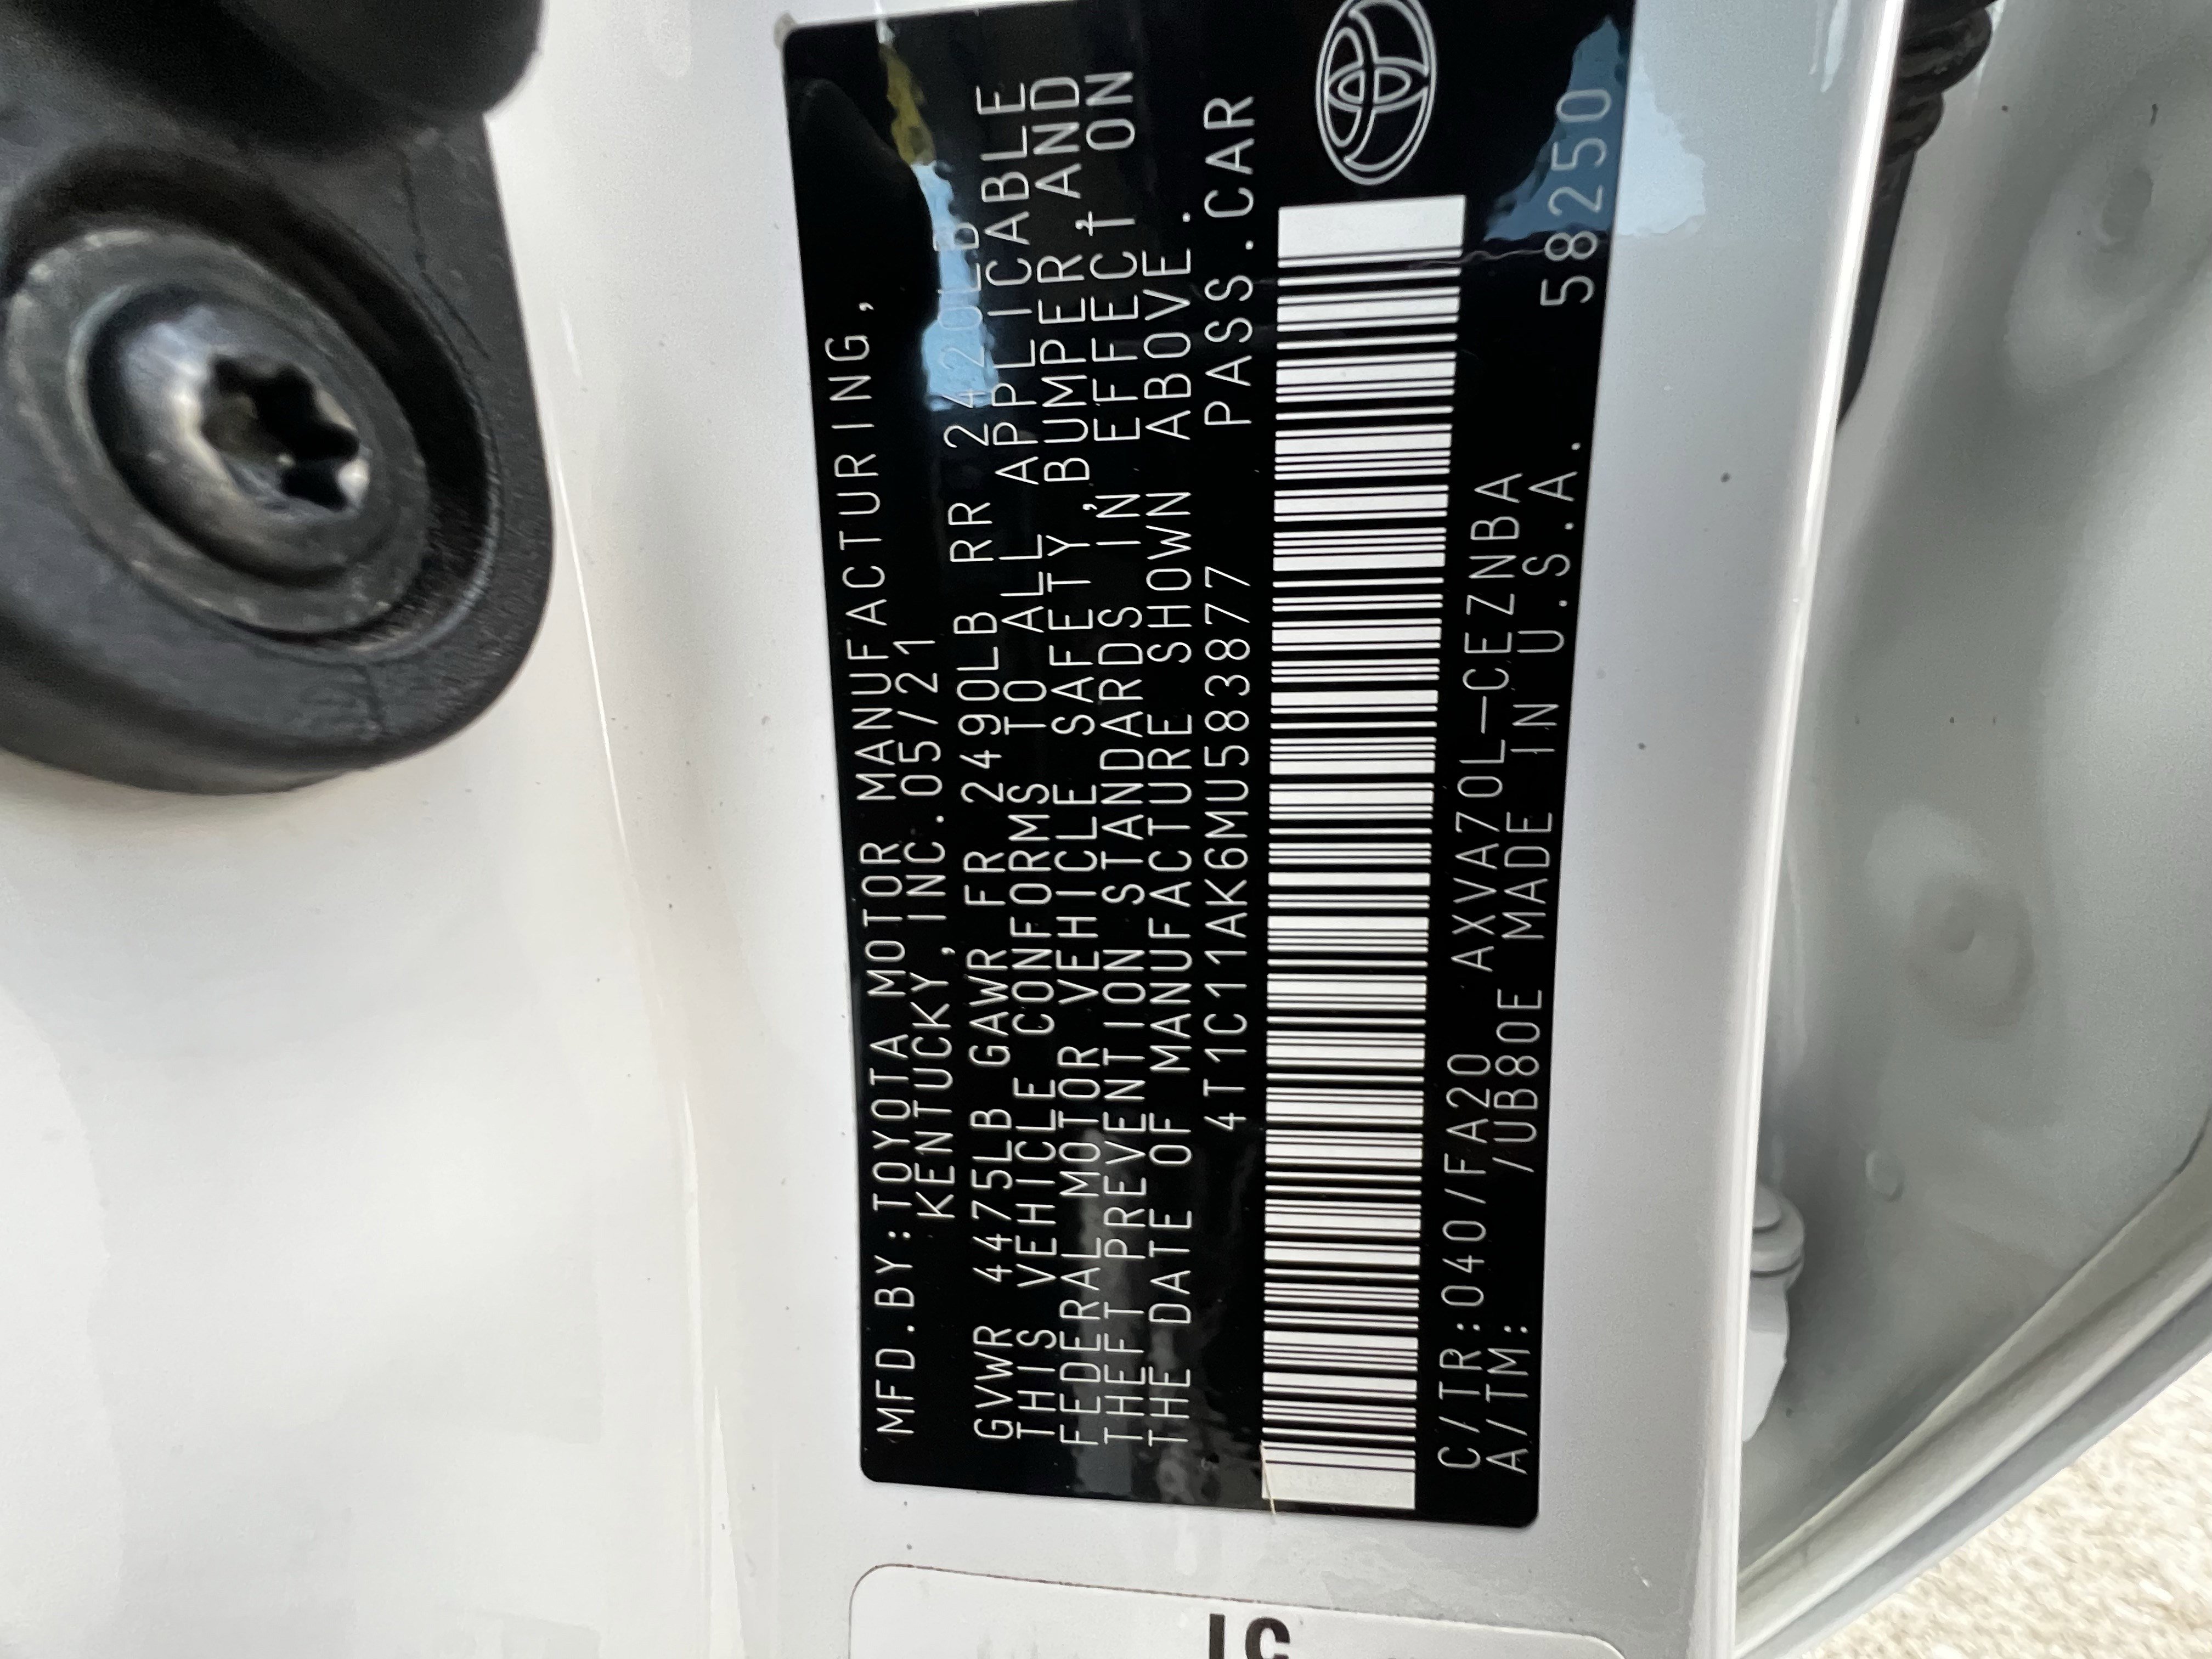 MFD.BY:TOYOTA MOTOR MANUFACTURING,
KENTUCKY,INC.05/21
GVWR 4475LB GAWR FR 2490LB RR 2420LB
THIS VEHICLE CONFORMS TO ALL APPLICABLE
FEDERAL MOTOR VEHICLE SAFETY, BUMPER, AND
THEFT PREVENTION STANDARDS IN EFFECT ON
THE DATE OF MANUFACTURE SHOWN ABOVE.
4T1C11AK6MU583877 PASS.CAR
C/TR:040/FA20 AXVA70L-CEZNBA
A/TM: /UB80E MADE IN U.S.A. 58250